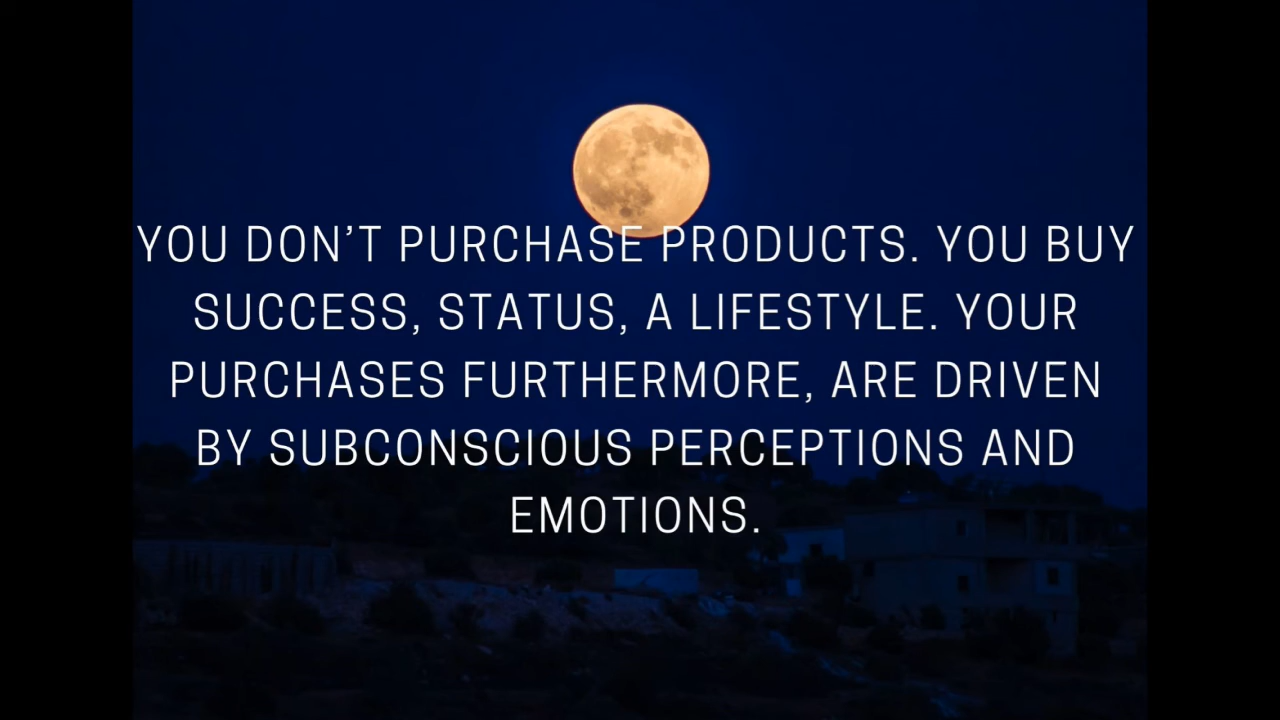 YOU DON’T PURCHASE PRODUCTS. YOU BUY
SUCCESS, STATUS, A LIFESTYLE. YOUR
PURCHASES FURTHERMORE, ARE DRIVEN
BY SUBCONSCIOUS PERCEPTIONS AND
EMOTIONS.